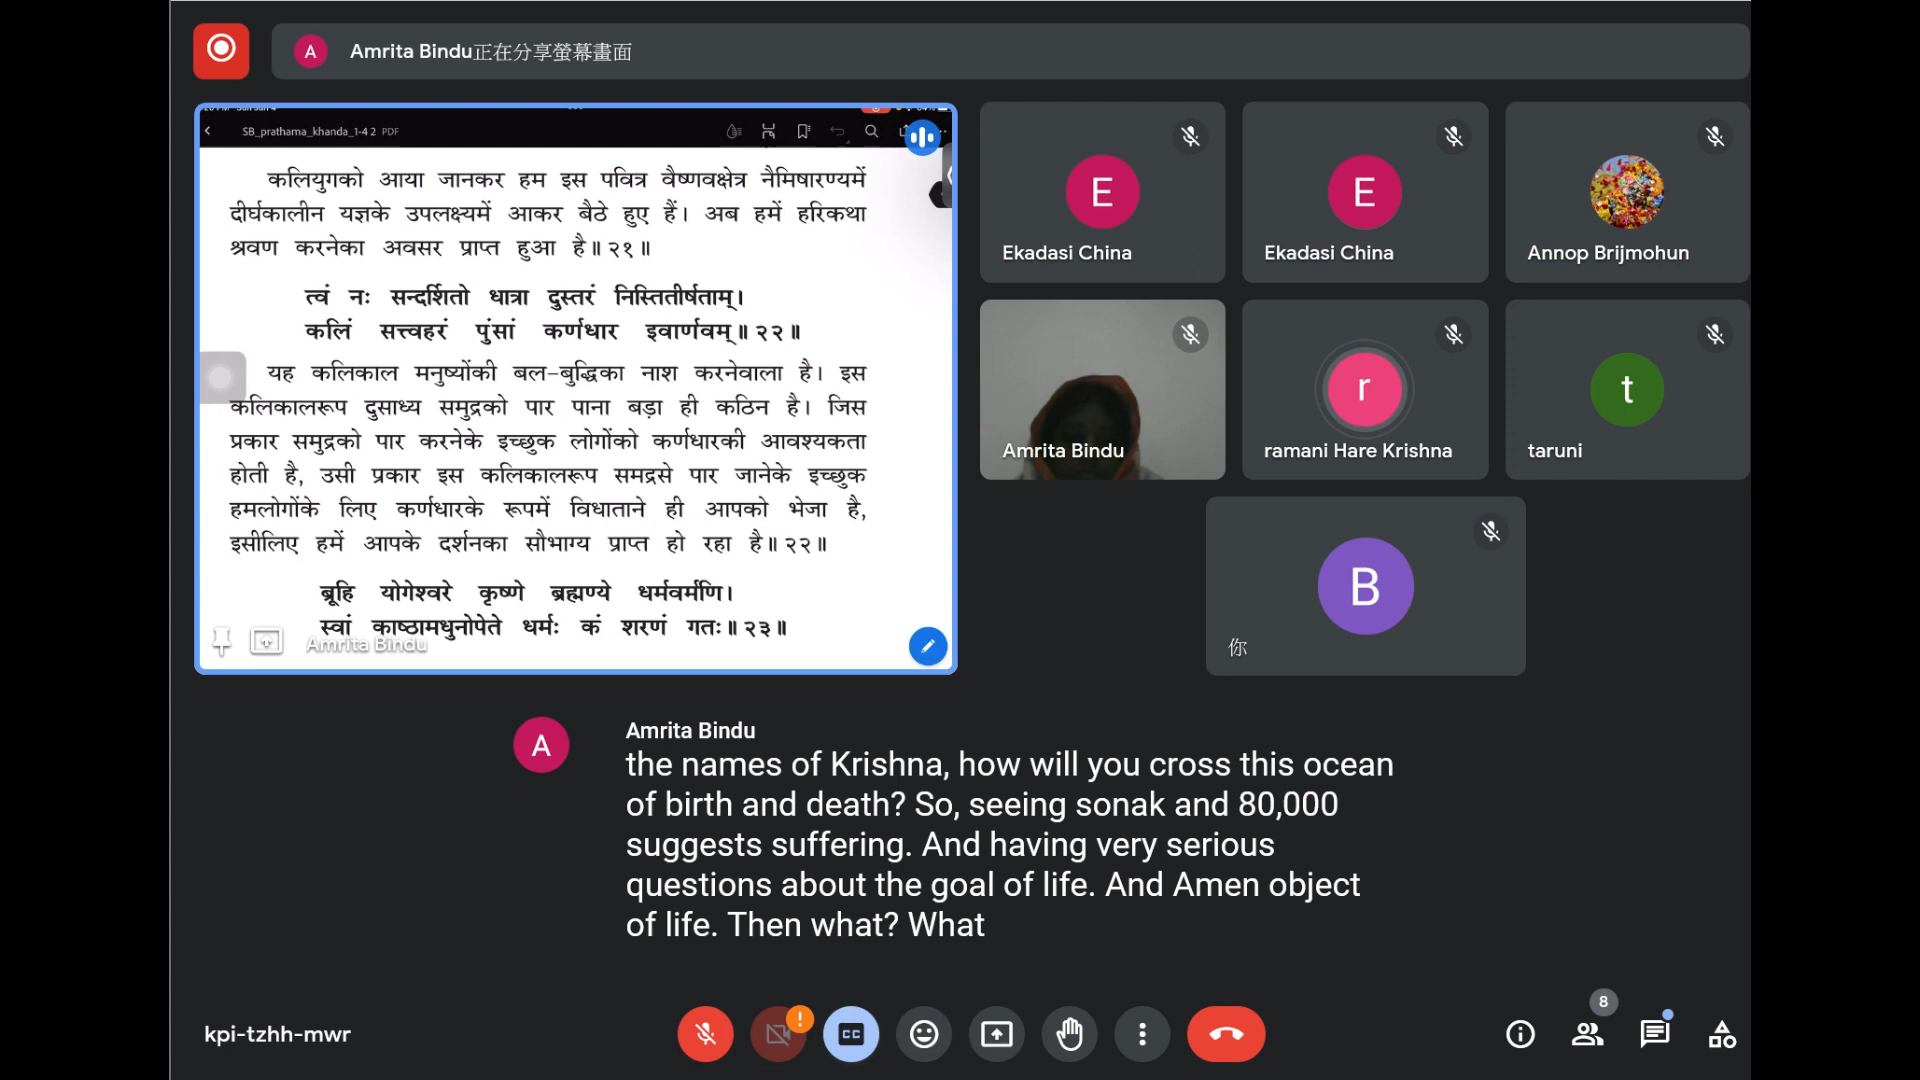 A Amrita Bindu正在分享螢幕畫面
SB_prathama_khanda_1-4 2 PDF
कलियुगको आया जानकर हम इस पवित्र वैष्णवक्षेत्र नैमिषारण्यमें
दीर्घकालीन यज्ञके उपलक्ष्यमें आकर बैठे हुए हैं। अब हमें हरिकथा
श्रवण करनेका अवसर प्राप्त हुआ है॥ २१॥
त्वं नः सन्दर्शितो धात्रा दुस्तरं निस्तितीर्षताम्।
कलिं सत्त्वहरं पुंसां कर्णधार इवार्णवम्॥ २२॥
यह कलिकाल मनुष्योंकी बल-बुद्धिका नाश करनेवाला है। इस
कलिकालरूप दुसाध्य समुद्रको पार पाना बड़ा ही कठिन है। जिस
प्रकार समुद्रको पार करनेके इच्छुक लोगोंको कर्णधारकी आवश्यकता
होती है, उसी प्रकार इस कलिकालरूप समद्रसे पार जानेके इच्छुक
हमलोगोंके लिए कर्णधारके रूपमें विधाताने ही आपको भेजा है,
इसीलिए हमें आपके दर्शनका सौभाग्य प्राप्त हो रहा है॥ २२॥
ब्रूहि योगेश्वरे कृष्णे ब्रह्मण्ये धर्मवर्मणि।
स्वां काष्ठामधुनोपेते धर्मः कं शरणं गतः॥ २३॥
Amrita Bindu
E
Ekadasi China
E
Ekadasi China
Annop Brijmohun
Amrita Bindu
r
ramani Hare Krishna
t
taruni
B
你
A
Amrita Bindu
the names of Krishna, how will you cross this ocean
of birth and death? So, seeing sonak and 80,000
suggests suffering. And having very serious
questions about the goal of life. And Amen object
of life. Then what? What
kpi-tzhh-mwr
!
CC
8